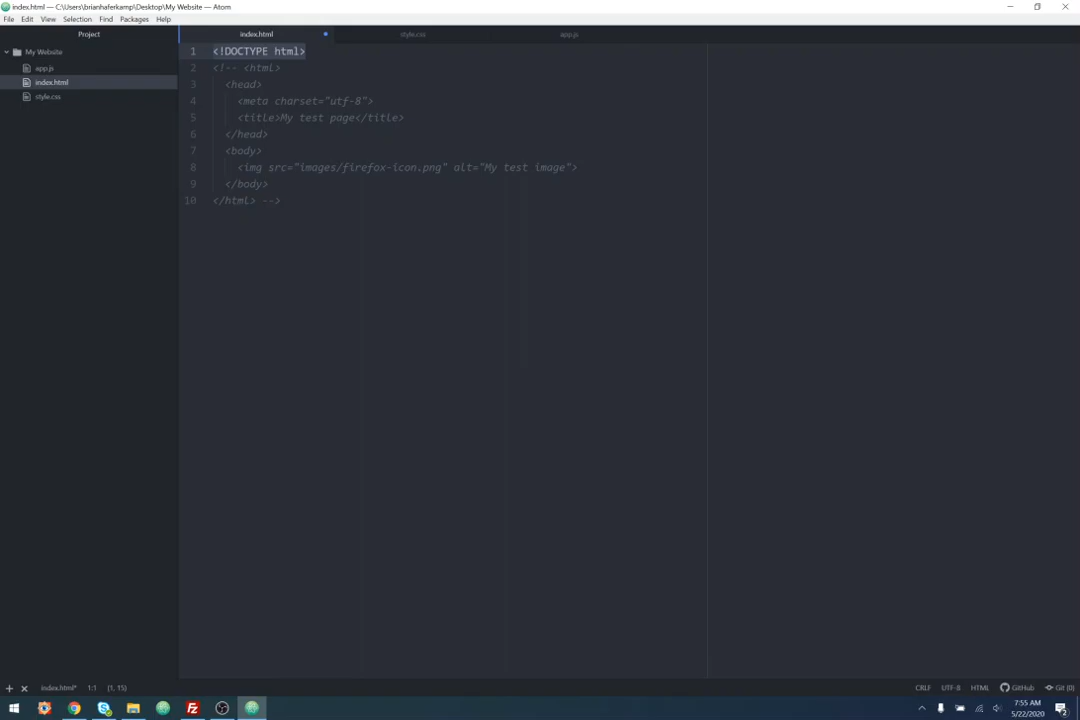 index.html — C:\Users\brianhaferkamp\Desktop\My Website — Atom
File Edit View Selection Find Packages Help
Project
index.html style.css app.js
My Website
app.js
index.html
style.css
1 <!DOCTYPE html>
2 <!-- <html>
3 <head>
4 <meta charset="utf-8">
5 <title>My test page</title>
6 </head>
7 <body>
8 <img src="images/firefox-icon.png" alt="My test image">
9 </body>
10 </html> -->
index.html* 1:1 (1, 15) CRLF UTF-8 HTML GitHub Git (0)
7:55 AM
5/22/2020
2